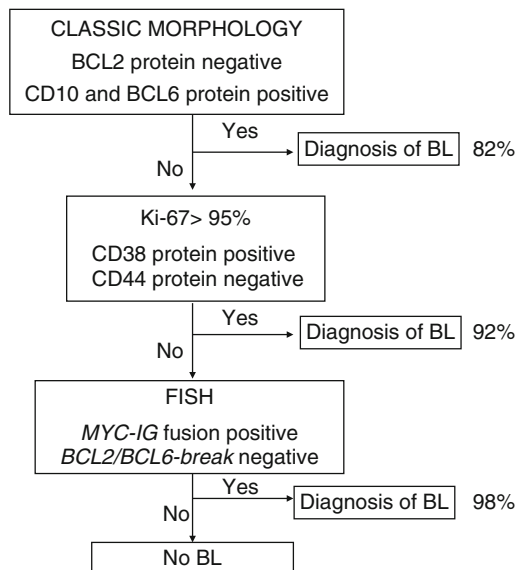 CLASSIC MORPHOLOGY
BCL2 protein negative
CD10 and BCL6 protein positive
Yes
Diagnosis of BL 82%
No
Ki-67> 95%
CD38 protein positive
CD44 protein negative
Yes
Diagnosis of BL 92%
No
FISH
MYC-IG fusion positive
BCL2/BCL6-break negative
Yes
Diagnosis of BL 98%
No
No BL